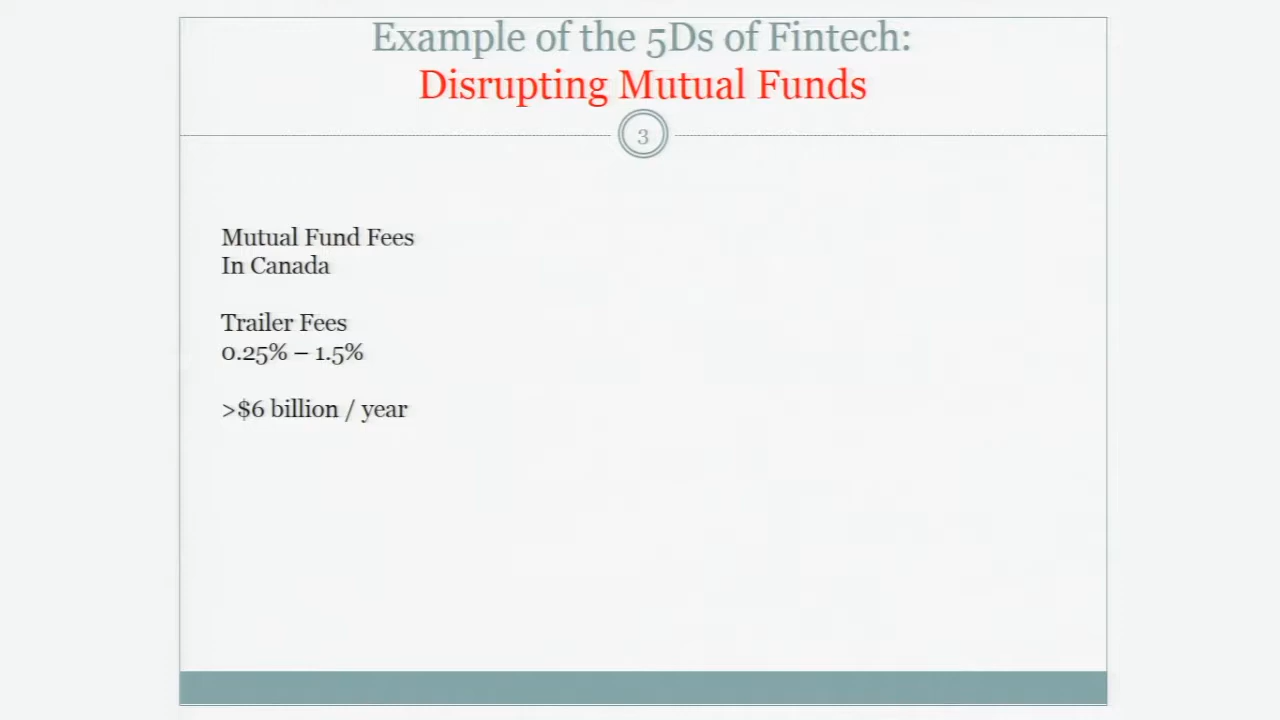 Example of the 5Ds of Fintech:
Disrupting Mutual Funds
3
Mutual Fund Fees
In Canada
Trailer Fees
0.25% – 1.5%
>$6 billion / year